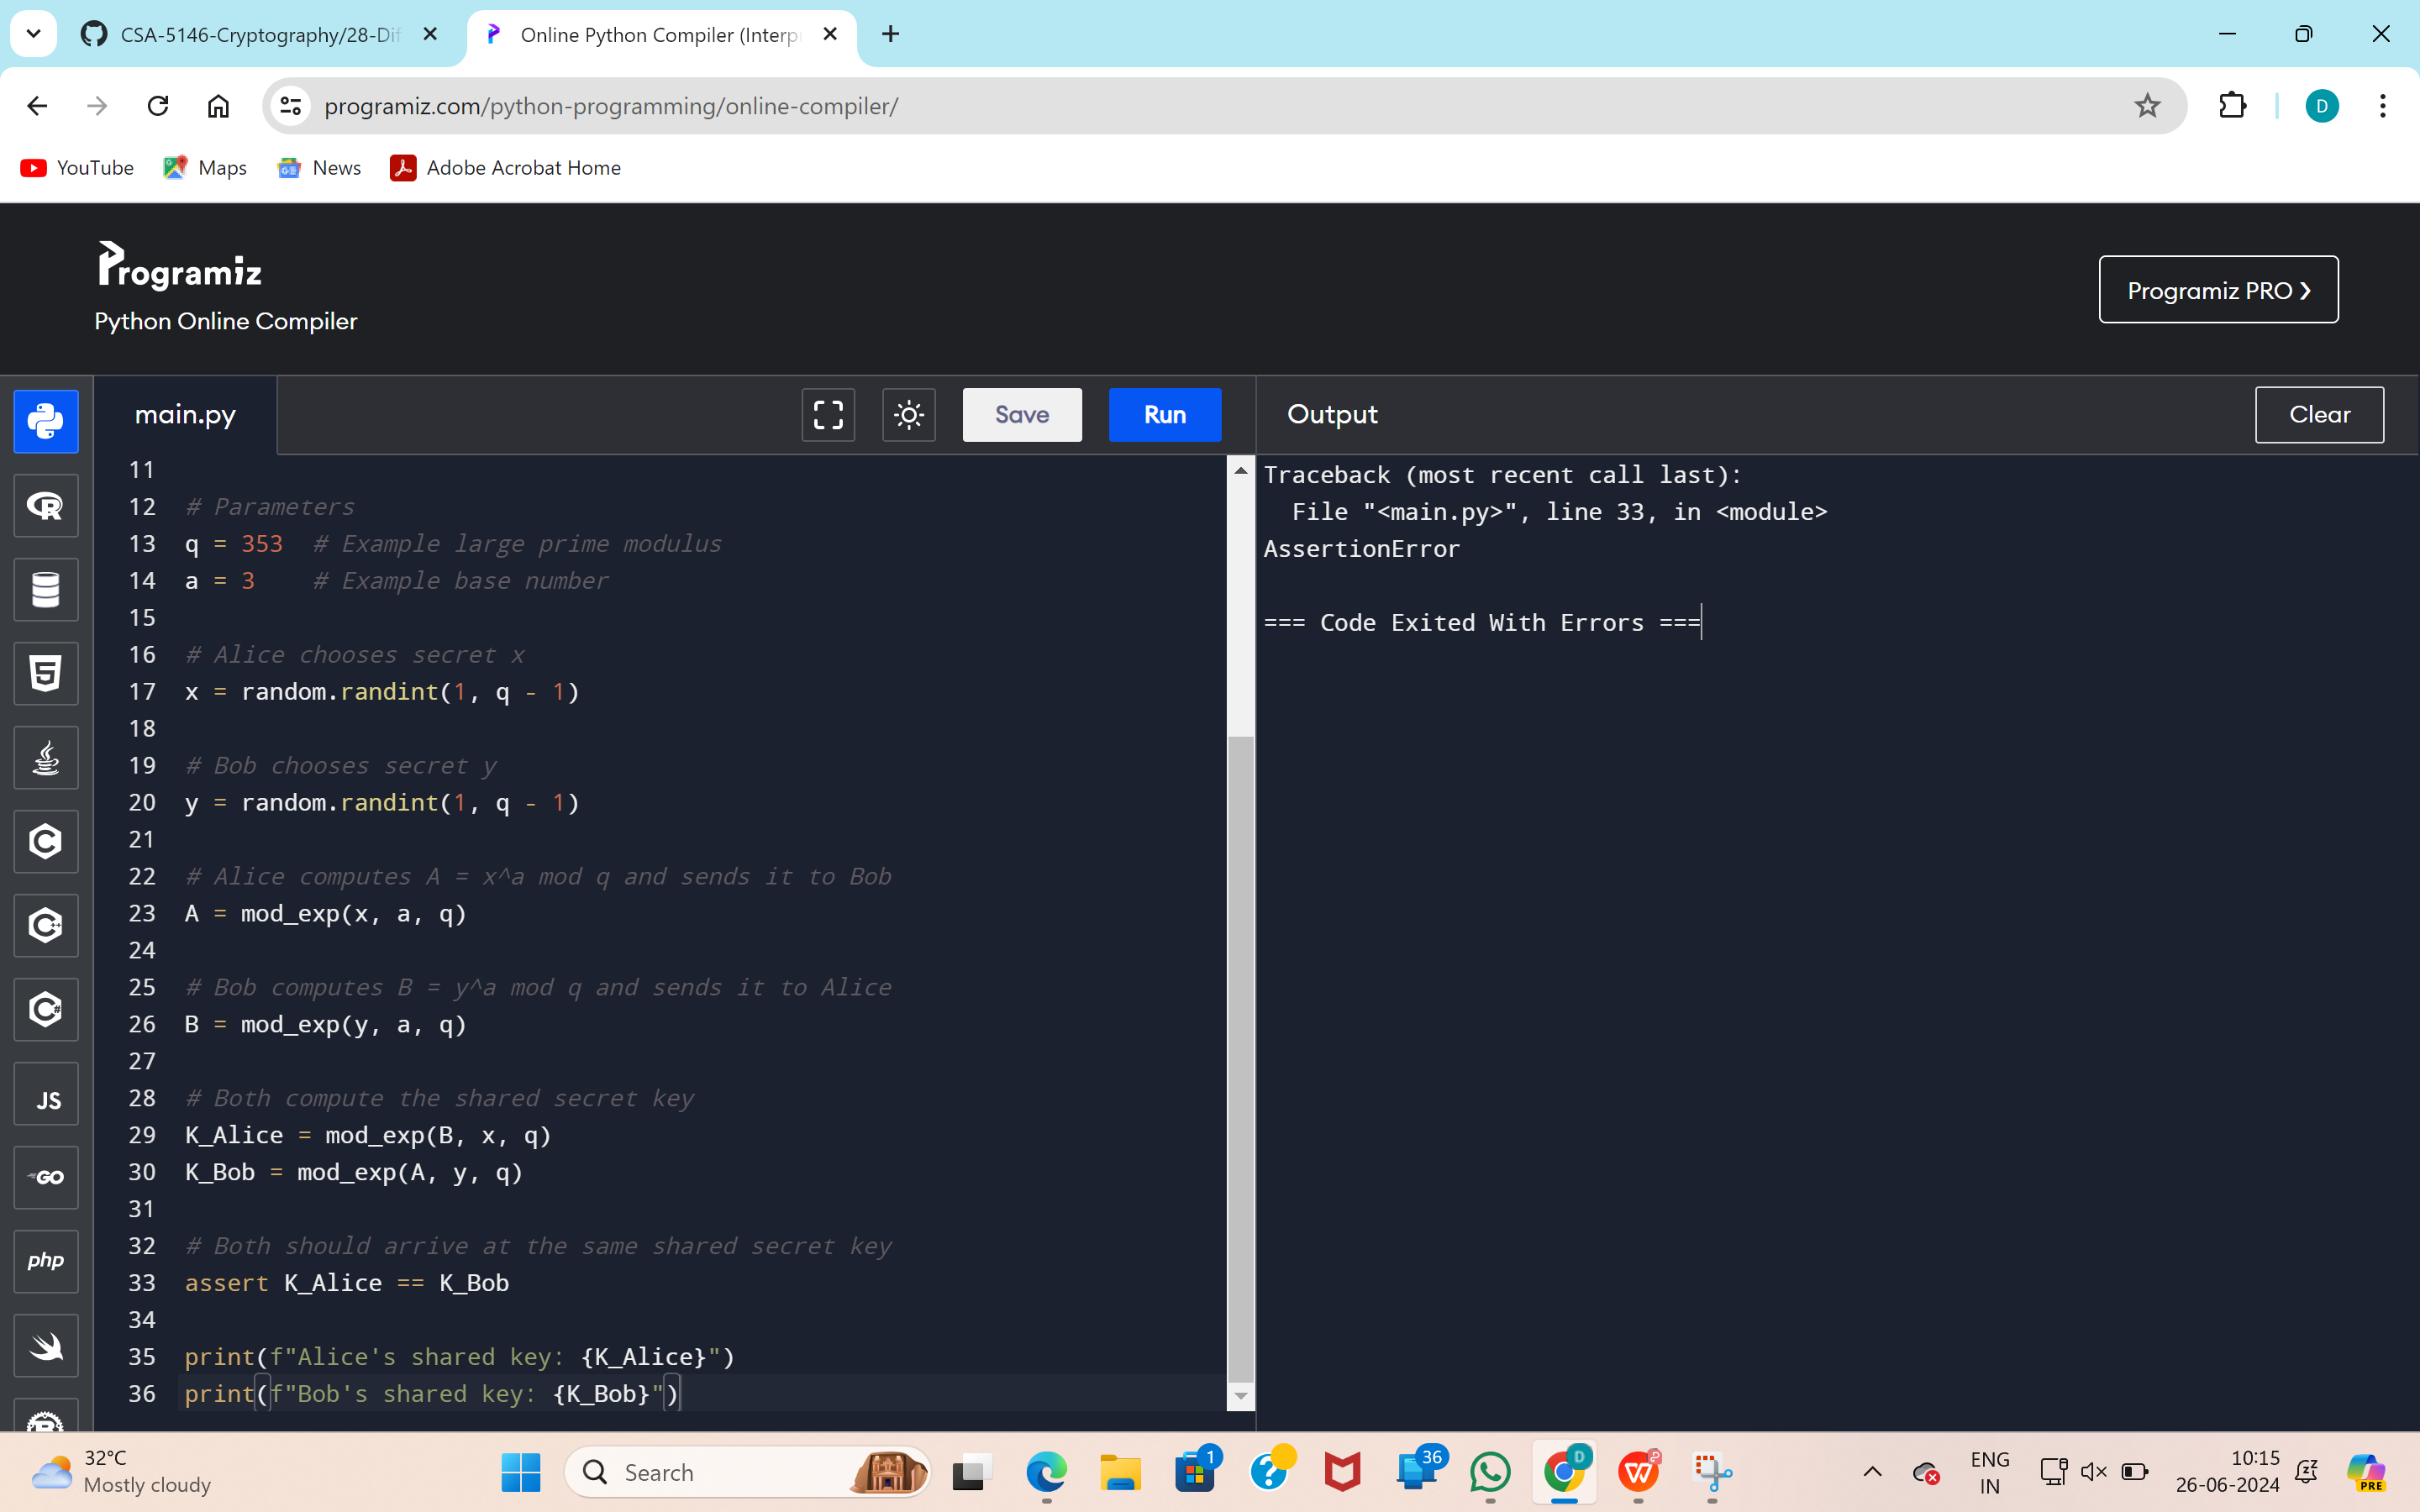 CSA-5146-Cryptography/28-Dif
Online Python Compiler (Interp
programiz.com/python-programming/online-compiler/
D
YouTube
Maps
News
Adobe Acrobat Home
Programiz
Python Online Compiler
Programiz PRO ❯
main.py
Save
Run
Output
Clear
11
12 # Parameters
13 q = 353  # Example large prime modulus
14 a = 3    # Example base number
15
16 # Alice chooses secret x
17 x = random.randint(1, q - 1)
18
19 # Bob chooses secret y
20 y = random.randint(1, q - 1)
21
22 # Alice computes A = x^a mod q and sends it to Bob
23 A = mod_exp(x, a, q)
24
25 # Bob computes B = y^a mod q and sends it to Alice
26 B = mod_exp(y, a, q)
27
28 # Both compute the shared secret key
29 K_Alice = mod_exp(B, x, q)
30 K_Bob = mod_exp(A, y, q)
31
32 # Both should arrive at the same shared secret key
33 assert K_Alice == K_Bob
34
35 print(f"Alice's shared key: {K_Alice}")
36 print(f"Bob's shared key: {K_Bob}")
Traceback (most recent call last):
  File "<main.py>", line 33, in <module>
AssertionError
=== Code Exited With Errors ===
JS
GO
php
32°C
Mostly cloudy
Search
1
36
D
ENG
IN
10:15
26-06-2024
PRE